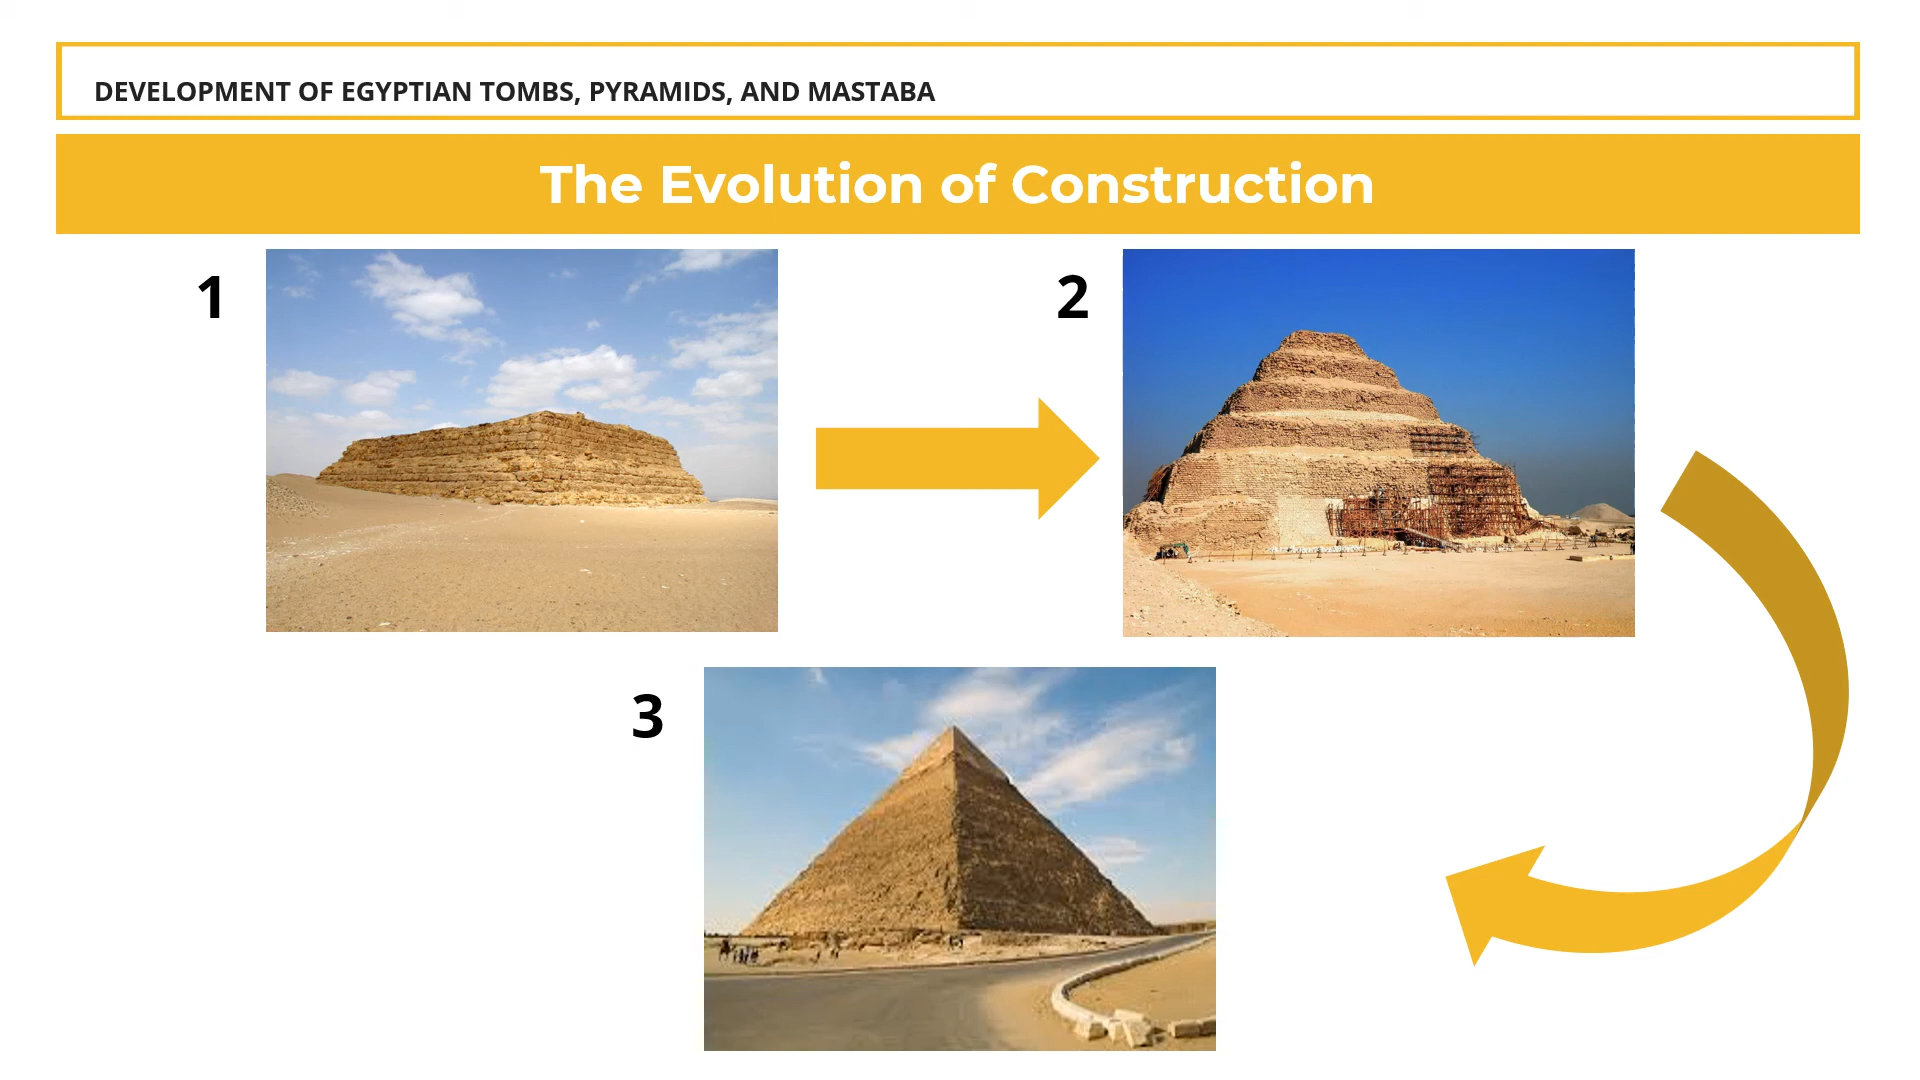 DEVELOPMENT OF EGYPTIAN TOMBS, PYRAMIDS, AND MASTABA
The Evolution of Construction
1
2
3